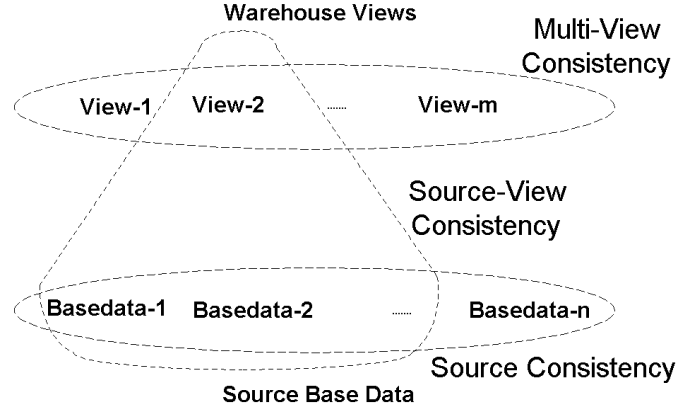 Warehouse Views
Multi-View
Consistency
View-1 View-2 ....... View-m
Source-View
Consistency
Basedata-1 Basedata-2 ....... Basedata-n
Source Consistency
Source Base Data